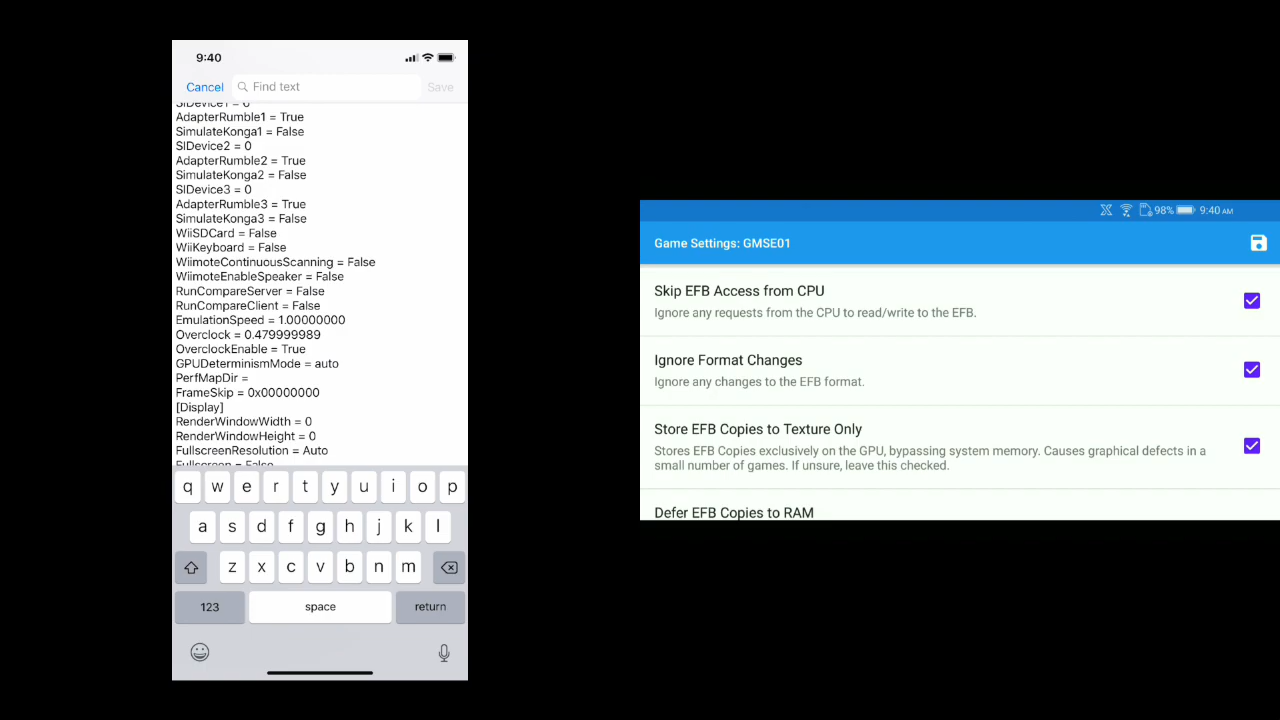 9:40
Cancel
Find text
Save
SIDevice1 = 0
AdapterRumble1 = True
SimulateKonga1 = False
SIDevice2 = 0
AdapterRumble2 = True
SimulateKonga2 = False
SIDevice3 = 0
AdapterRumble3 = True
SimulateKonga3 = False
WiiSDCard = False
WiiKeyboard = False
WiimoteContinuousScanning = False
WiimoteEnableSpeaker = False
RunCompareServer = False
RunCompareClient = False
EmulationSpeed = 1.00000000
Overclock = 0.479999989
OverclockEnable = True
GPUDeterminismMode = auto
PerfMapDir =
FrameSkip = 0x00000000
[Display]
RenderWindowWidth = 0
RenderWindowHeight = 0
FullscreenResolution = Auto
Fullscreen = False
q w e r t y u i o p
a s d f g h j k l
z x c v b n m
123 space return
98% 9:40 AM
Game Settings: GMSE01
Skip EFB Access from CPU
Ignore any requests from the CPU to read/write to the EFB.
Ignore Format Changes
Ignore any changes to the EFB format.
Store EFB Copies to Texture Only
Stores EFB Copies exclusively on the GPU, bypassing system memory. Causes graphical defects in a
small number of games. If unsure, leave this checked.
Defer EFB Copies to RAM